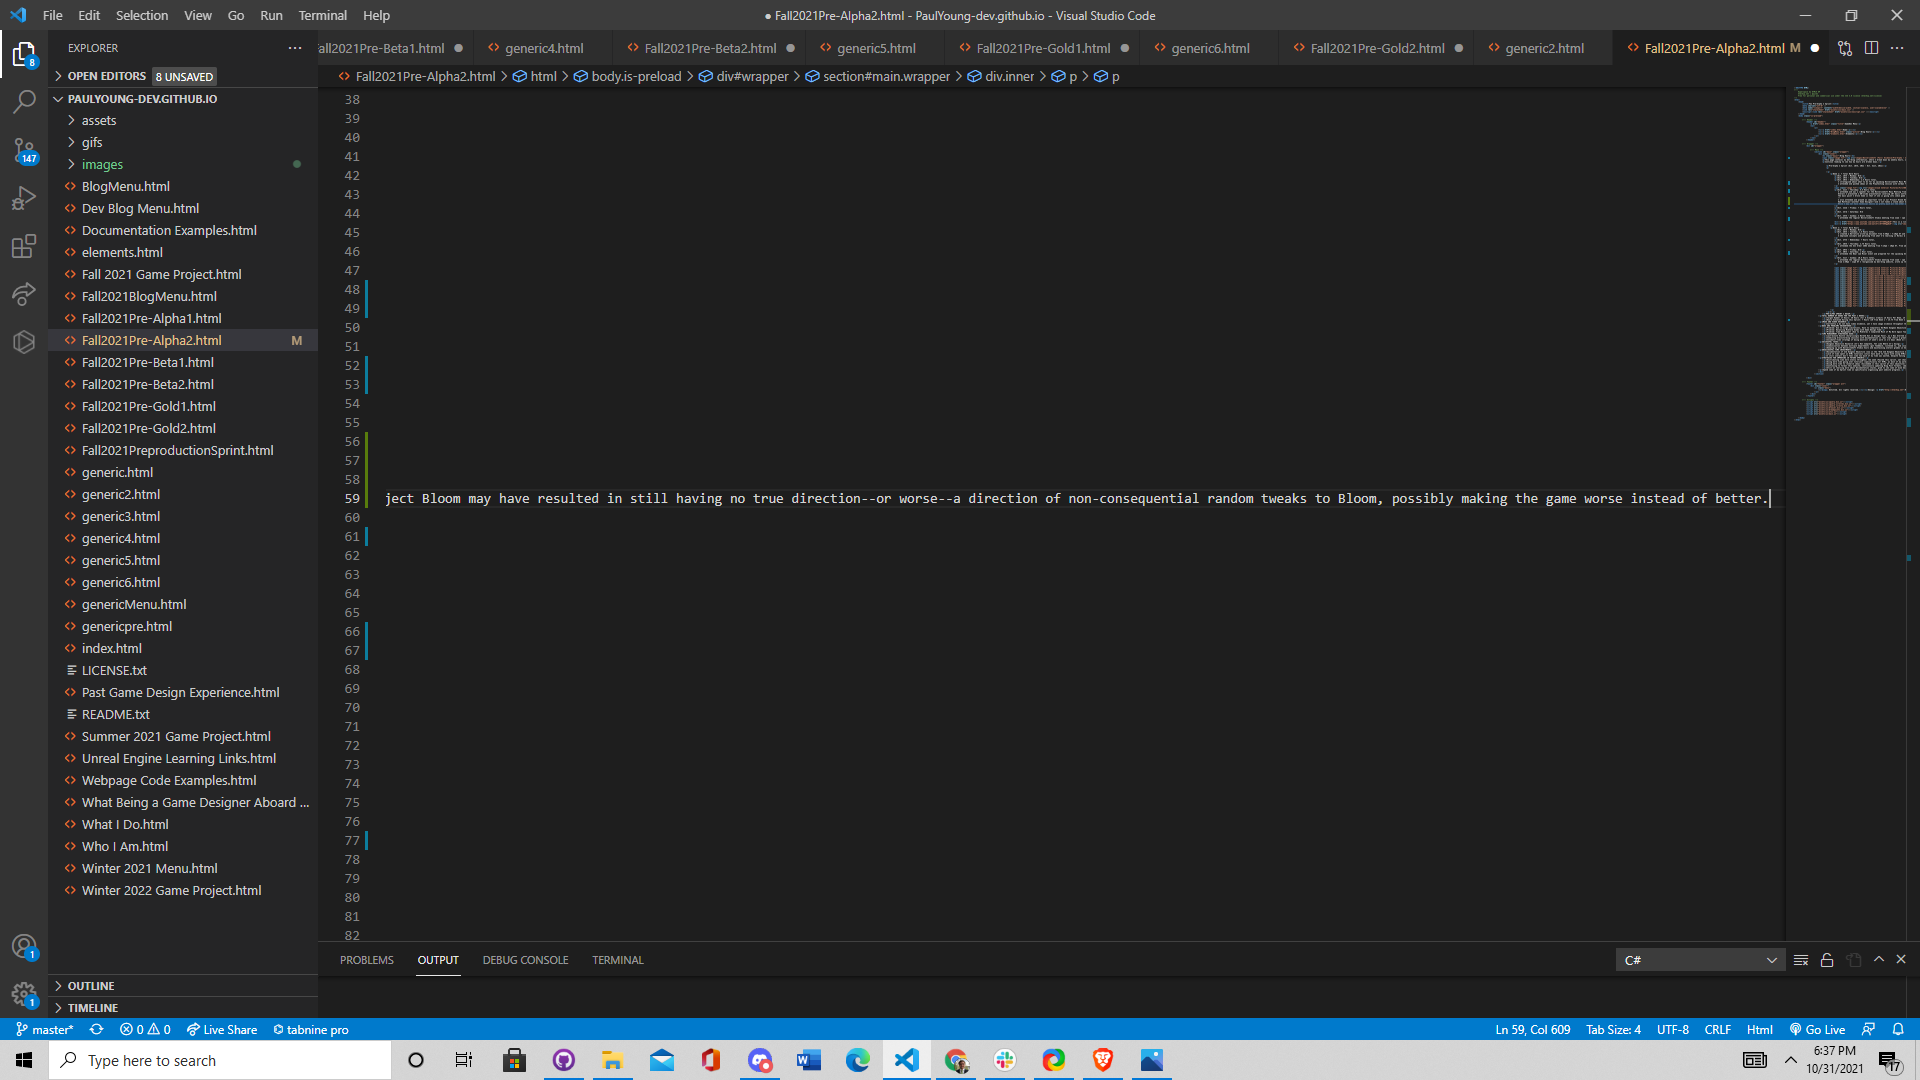 File Edit Selection View Go Run Terminal Help
● Fall2021Pre-Alpha2.html - PaulYoung-dev.github.io - Visual Studio Code
EXPLORER
all2021Pre-Beta1.html generic4.html Fall2021Pre-Beta2.html generic5.html Fall2021Pre-Gold1.html generic6.html Fall2021Pre-Gold2.html generic2.html Fall2021Pre-Alpha2.html M
Fall2021Pre-Alpha2.html > html > body.is-preload > div#wrapper > section#main.wrapper > div.inner > p > p
8
147
1
1
OPEN EDITORS 8 UNSAVED
PAULYOUNG-DEV.GITHUB.IO
assets
gifs
images
BlogMenu.html
Dev Blog Menu.html
Documentation Examples.html
elements.html
Fall 2021 Game Project.html
Fall2021BlogMenu.html
Fall2021Pre-Alpha1.html
Fall2021Pre-Alpha2.html M
Fall2021Pre-Beta1.html
Fall2021Pre-Beta2.html
Fall2021Pre-Gold1.html
Fall2021Pre-Gold2.html
Fall2021PreproductionSprint.html
generic.html
generic2.html
generic3.html
generic4.html
generic5.html
generic6.html
genericMenu.html
genericpre.html
index.html
LICENSE.txt
Past Game Design Experience.html
README.txt
Summer 2021 Game Project.html
Unreal Engine Learning Links.html
Webpage Code Examples.html
What Being a Game Designer Aboard ...
What I Do.html
Who I Am.html
Winter 2021 Menu.html
Winter 2022 Game Project.html
OUTLINE
TIMELINE
38
39
40
41
42
43
44
45
46
47
48
49
50
51
52
53
54
55
56
57
58
59 ject Bloom may have resulted in still having no true direction--or worse--a direction of non-consequential random tweaks to Bloom, possibly making the game worse instead of better.
60
61
62
63
64
65
66
67
68
69
70
71
72
73
74
75
76
77
78
79
80
81
82
PROBLEMS OUTPUT DEBUG CONSOLE TERMINAL
C#
master* 0 0 Live Share tabnine pro
Ln 59, Col 609 Tab Size: 4 UTF-8 CRLF Html Go Live
Type here to search
6:37 PM
10/31/2021
17